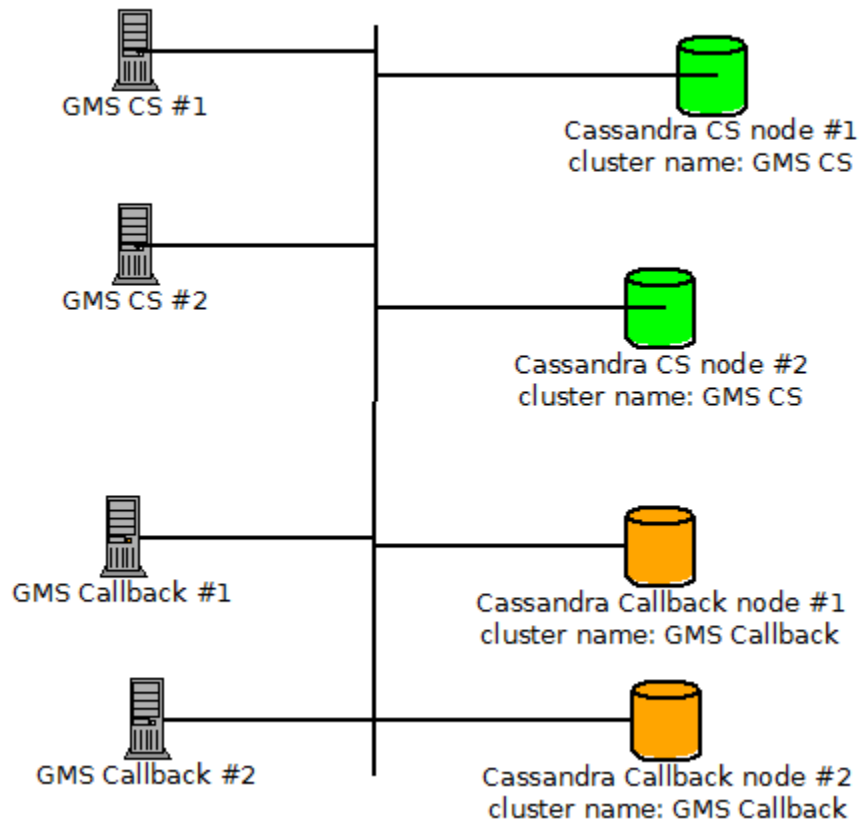 GMS CS #1
Cassandra CS node #1
cluster name: GMS CS
GMS CS #2
Cassandra CS node #2
cluster name: GMS CS
GMS Callback #1
Cassandra Callback node #1
cluster name: GMS Callback
GMS Callback #2
Cassandra Callback node #2
cluster name: GMS Callback